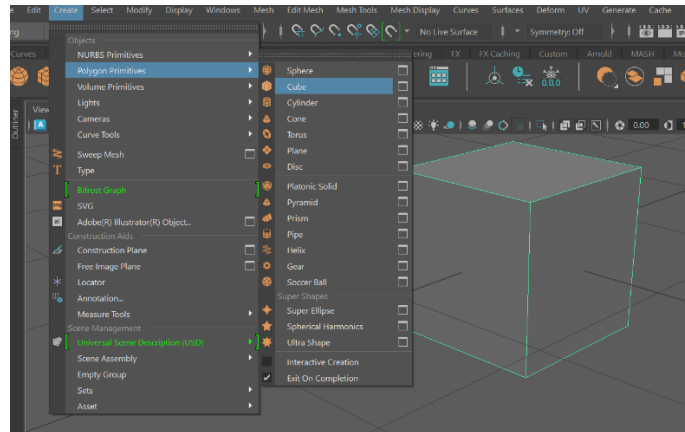 Edit Create Select Modify Display Windows Mesh Edit Mesh Mesh Tools Mesh Display Curves Surfaces Deform UV Generate Cache
No Live Surface Symmetry: Off
Curves
FX FX Caching Custom Arnold MASH
Outliner
View
0.00
Objects
NURBS Primitives
Polygon Primitives
Volume Primitives
Lights
Cameras
Curve Tools
Sweep Mesh
Type
Bifrost Graph
SVG
Adobe(R) Illustrator(R) Object...
Construction Aids
Construction Plane
Free Image Plane
Locator
Annotation...
Measure Tools
Scene Management
Universal Scene Description (USD)
Scene Assembly
Empty Group
Sets
Asset
Sphere
Cube
Cylinder
Cone
Torus
Plane
Disc
Platonic Solid
Pyramid
Prism
Pipe
Helix
Gear
Soccer Ball
Super Shapes
Super Ellipse
Spherical Harmonics
Ultra Shape
Interactive Creation
Exit On Completion